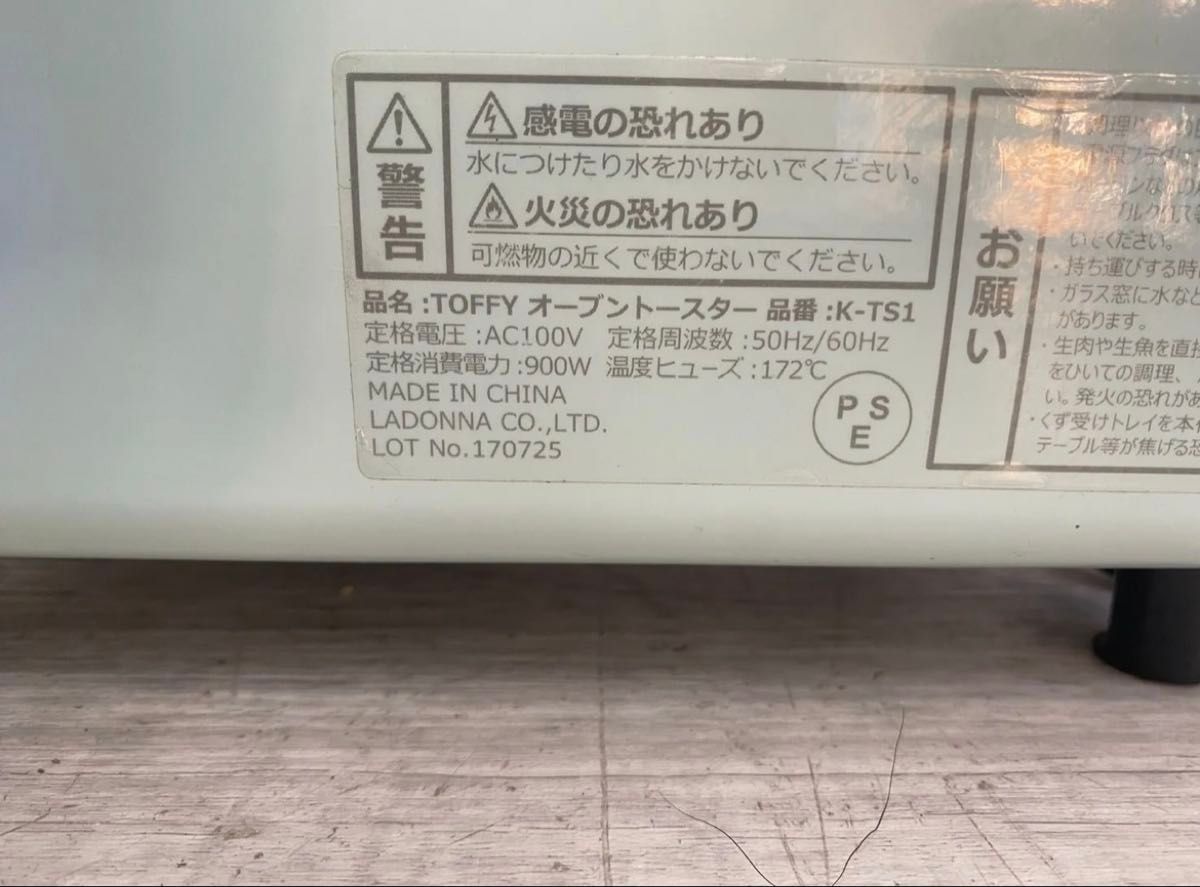 警告
感電の恐れあり
水につけたり水をかけないでください。
火災の恐れあり
可燃物の近くで使わないでください。
品名:TOFFY オーブントースター 品番:K-TS1
定格電圧:AC100V 定格周波数:50Hz/60Hz
定格消費電力:900W 温度ヒューズ:172℃
MADE IN CHINA
LADONNA CO.,LTD.
LOT No.170725
PSE
お願い
いでください。
・持ち運びする時
・ガラス窓に水など
があります。
・生肉や生魚を直接
をひいての調理、
い。発火の恐れがあ
・くず受けトレイを本体
テーブル等が焦げる恐